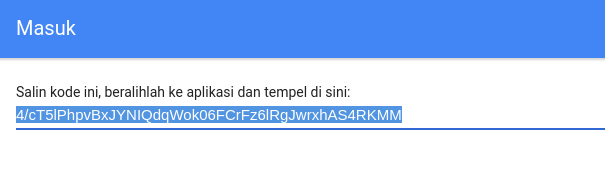 Masuk
Salin kode ini, beralihlah ke aplikasi dan tempel di sini:
4/cT5lPhpvBxJYNIQdqWok06FCrFz6lRgJwrxhAS4RKMM